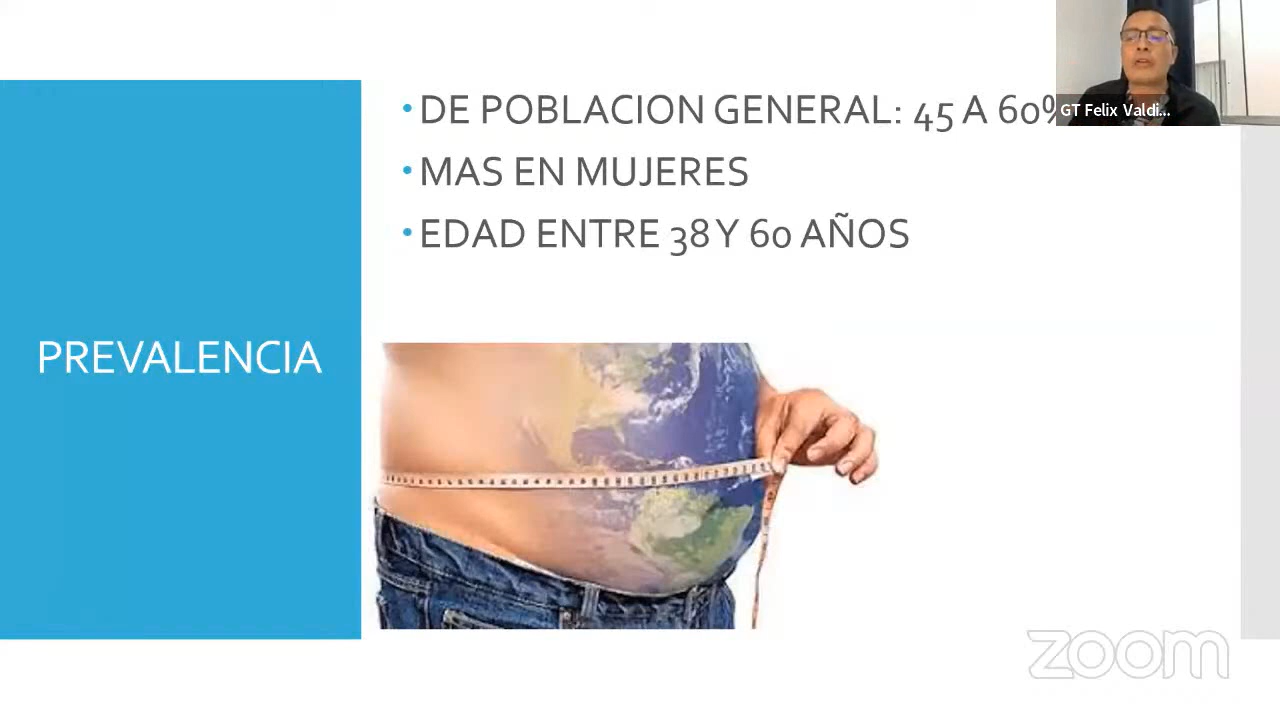 DE POBLACION GENERAL: 45 A 60%
MAS EN MUJERES
EDAD ENTRE 38 Y 60 AÑOS
PREVALENCIA
GT Felix Valdi...
zoom